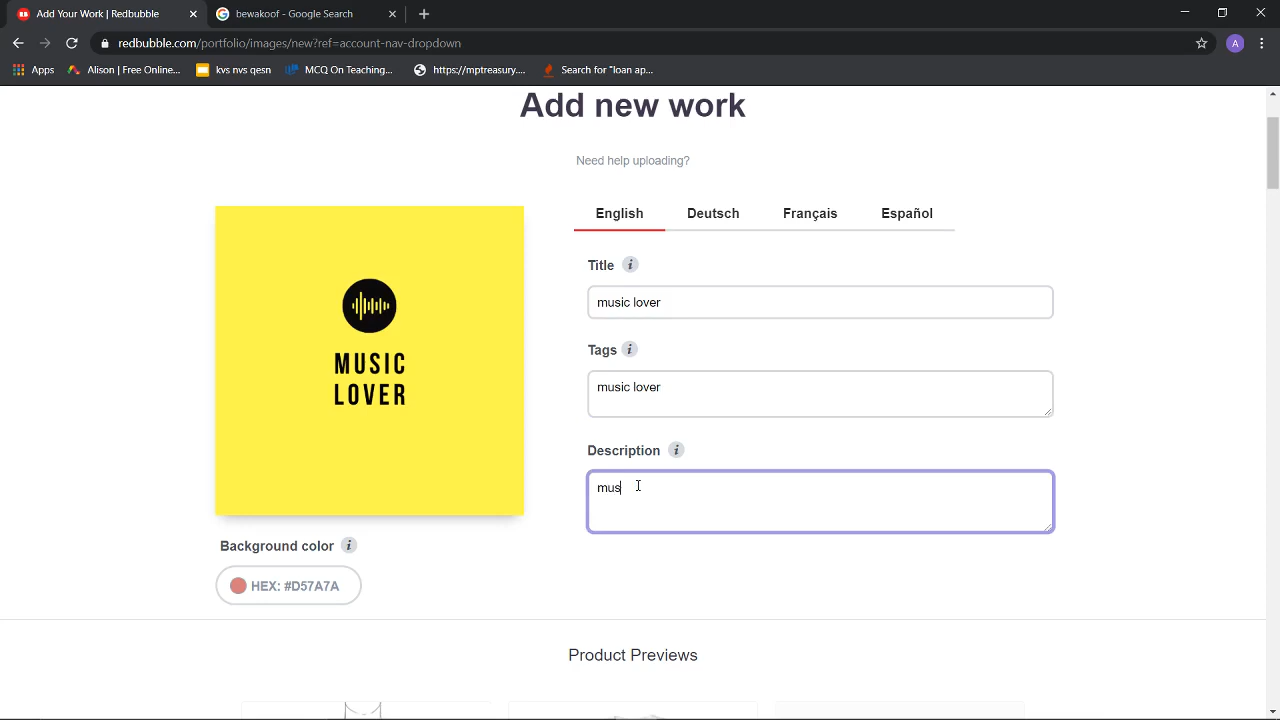 Add Your Work | Redbubble
bewakoof - Google Search
redbubble.com/portfolio/images/new?ref=account-nav-dropdown
A
Apps
Alison | Free Online...
kvs nvs qesn
MCQ On Teaching...
https://mptreasury....
Search for "loan ap...
Add new work
Need help uploading?
English Deutsch Français Español
Title i
music lover
Tags i
music lover
Description i
mus
MUSIC
LOVER
Background color i
HEX: #D57A7A
Product Previews